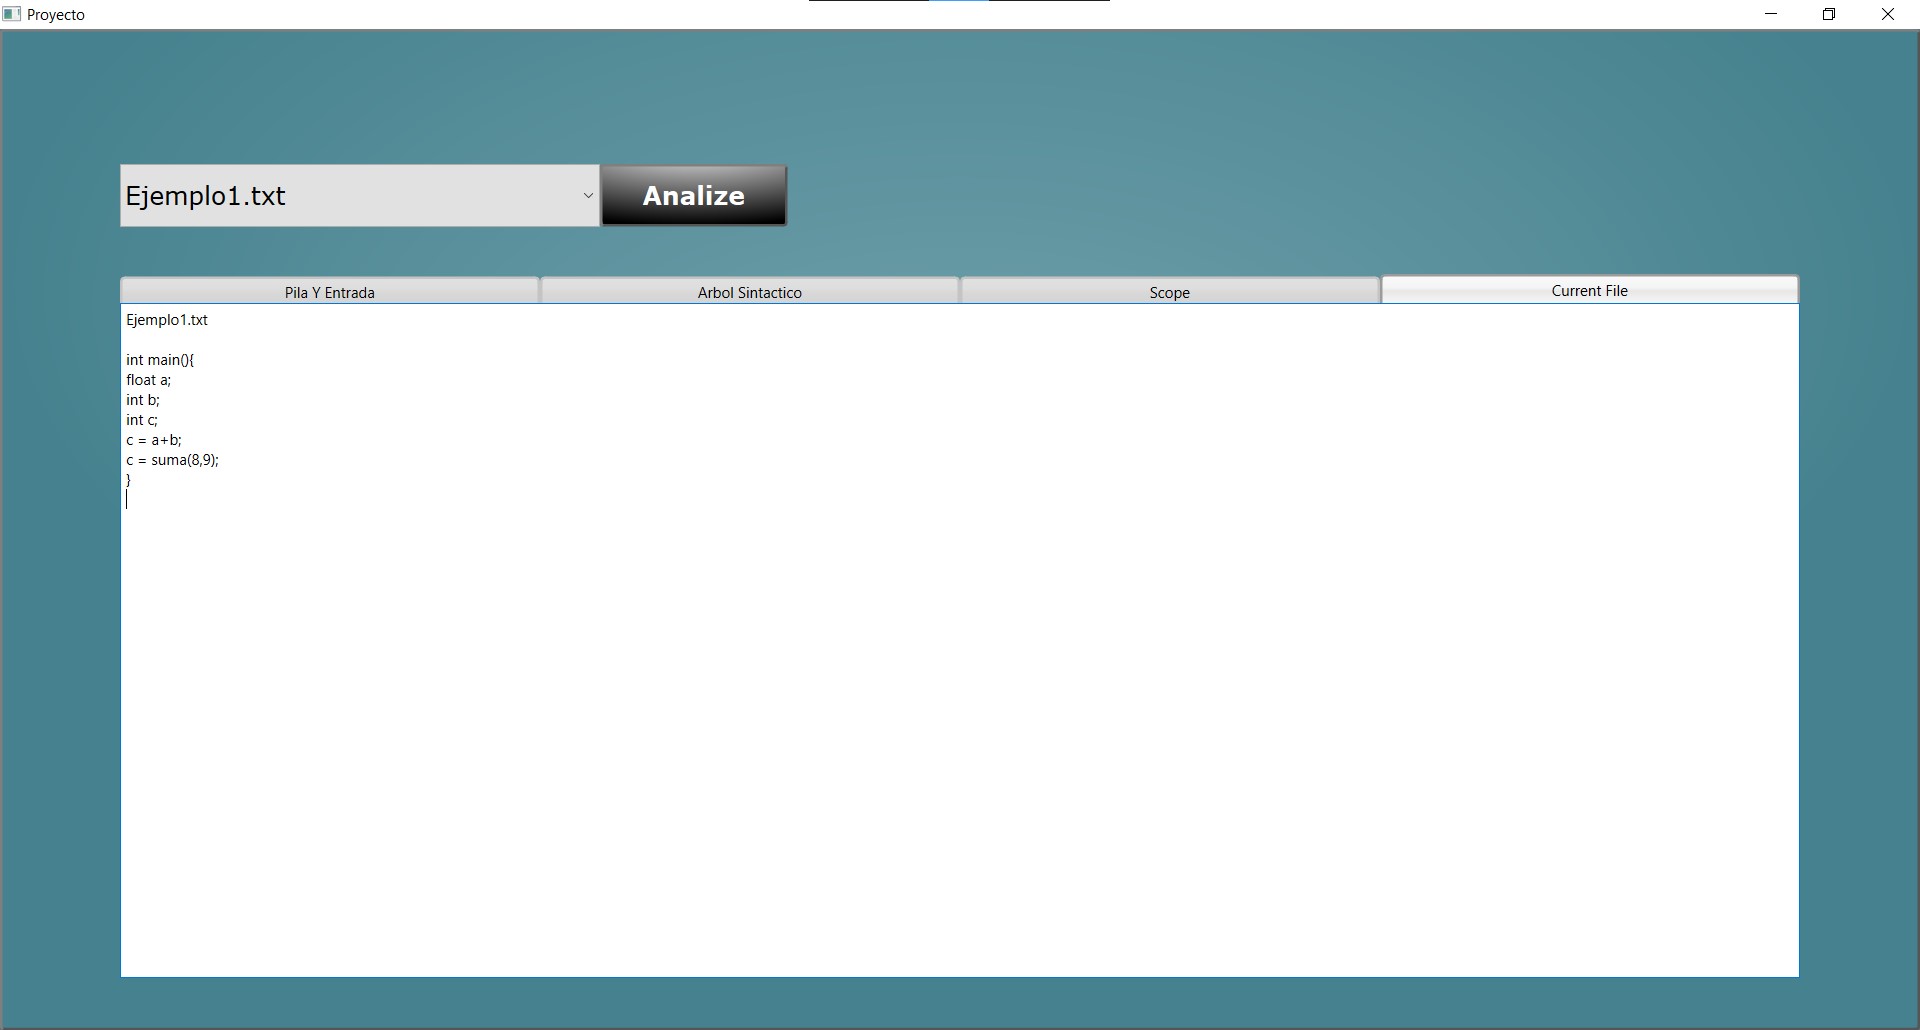 Proyecto
Ejemplo1.txt
Analize
Pila Y Entrada
Arbol Sintactico
Scope
Current File
Ejemplo1.txt
int main(){
float a;
int b;
int c;
c = a+b;
c = suma(8,9);
}